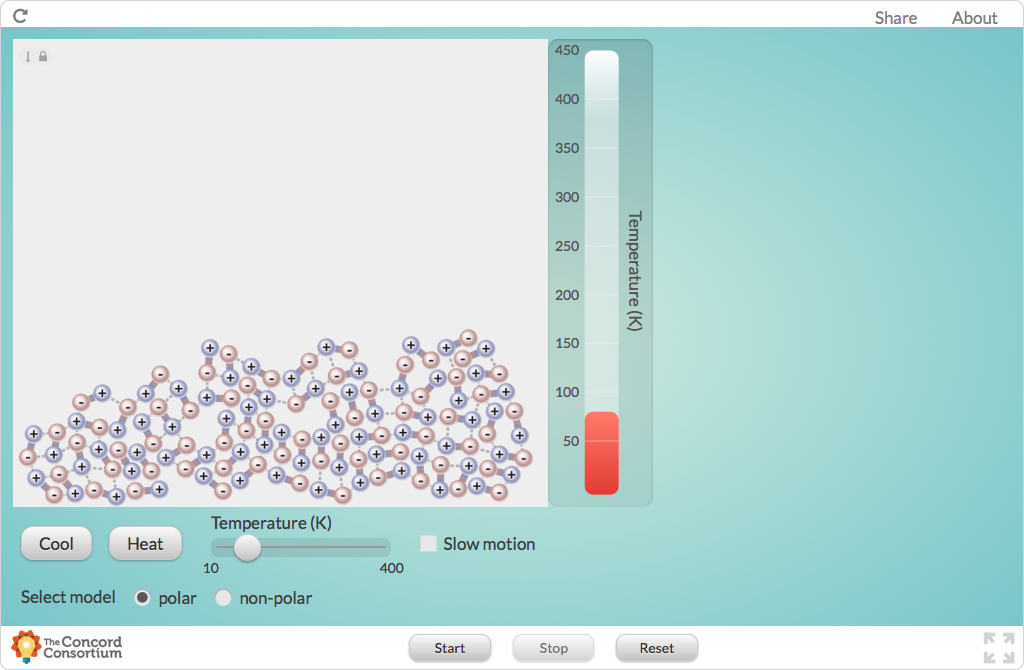 Share About
450
400
350
300
250
200
150
100
50
Temperature (K)
Cool
Heat
Temperature (K)
10
400
Slow motion
Select model
polar
non-polar
The Concord
Consortium
Start
Stop
Reset